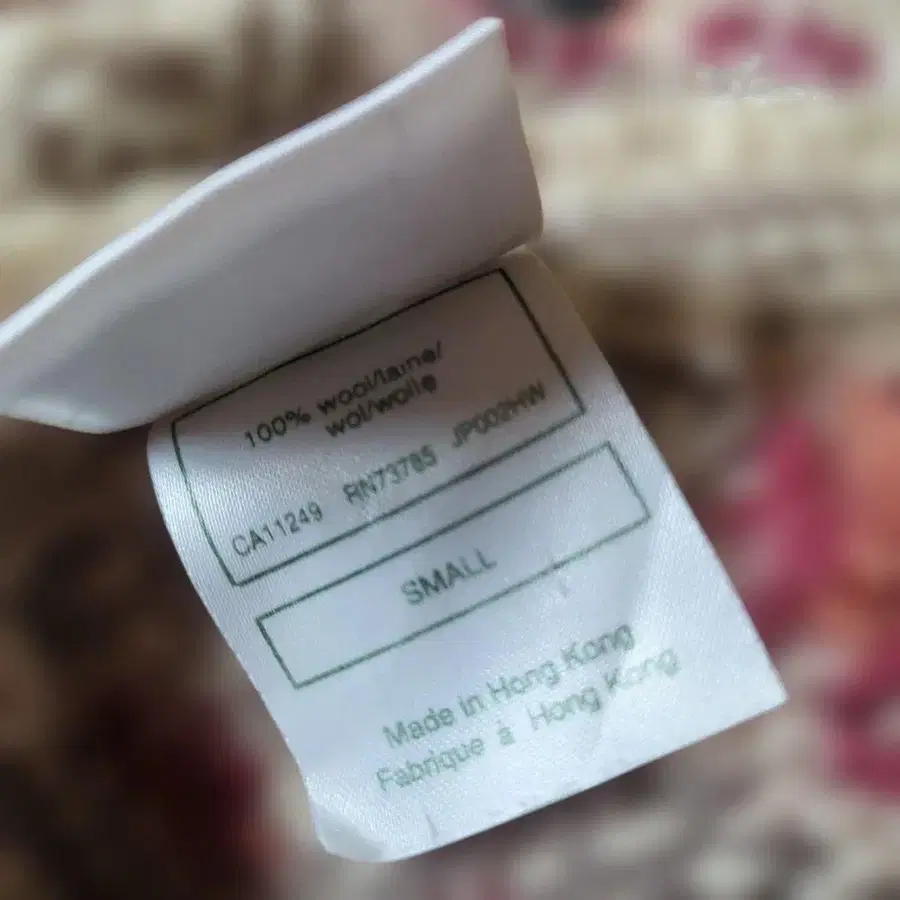 100% wool/laine/
wol/wolle
CA11249 RN73785 JP002HW
SMALL
Made in Hong Kong
Fabrique à Hong Kong